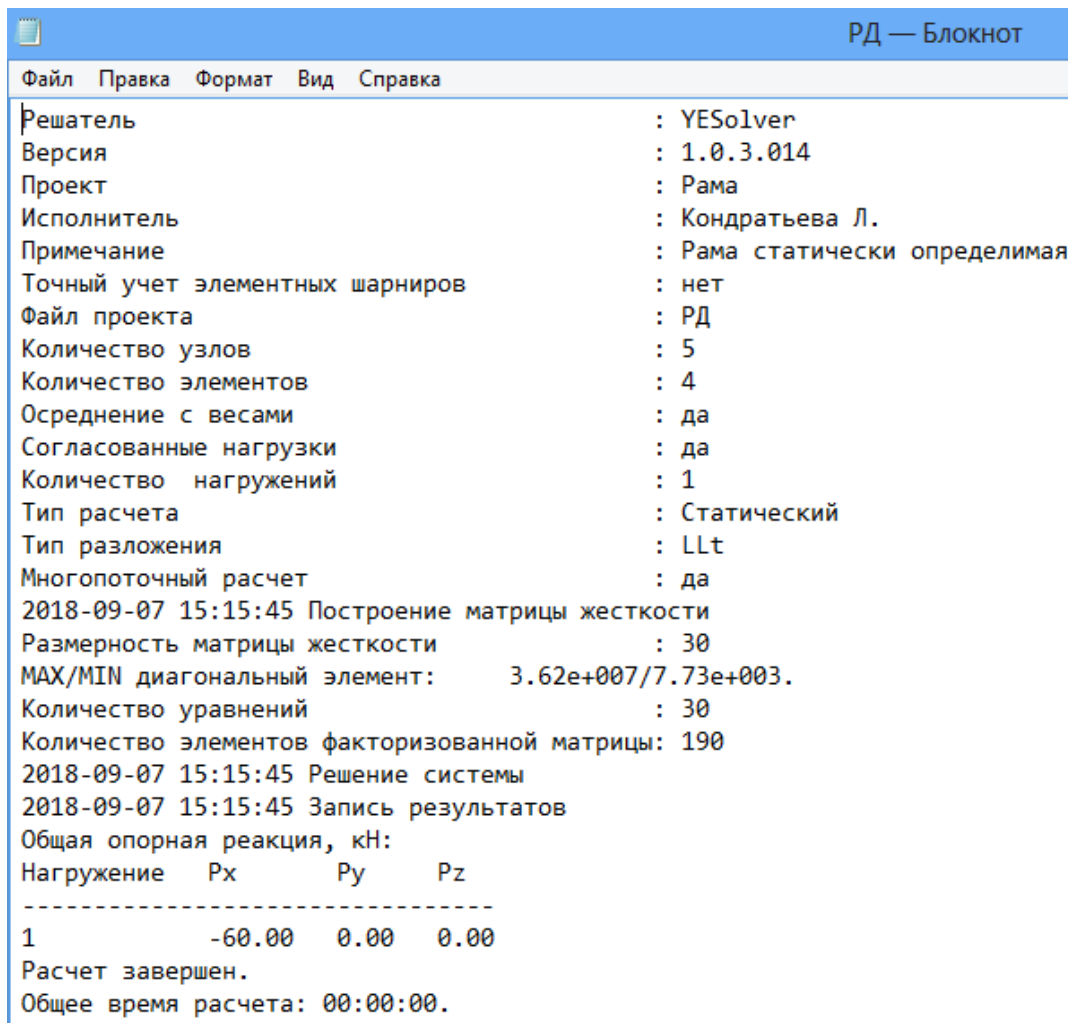 РД — Блокнот
Файл Правка Формат Вид Справка
Решатель : YESolver
Версия : 1.0.3.014
Проект : Рама
Исполнитель : Кондратьева Л.
Примечание : Рама статически определимая
Точный учет элементных шарниров : нет
Файл проекта : РД
Количество узлов : 5
Количество элементов : 4
Осреднение с весами : да
Согласованные нагрузки : да
Количество  нагружений : 1
Тип расчета : Статический
Тип разложения : LLt
Многопоточный расчет : да
2018-09-07 15:15:45 Построение матрицы жесткости
Размерность матрицы жесткости : 30
MAX/MIN диагональный элемент: 3.62e+007/7.73e+003.
Количество уравнений : 30
Количество элементов факторизованной матрицы: 190
2018-09-07 15:15:45 Решение системы
2018-09-07 15:15:45 Запись результатов
Общая опорная реакция, кН:
Нагружение Px Py Pz
---------------------------------
1 -60.00 0.00 0.00
Расчет завершен.
Общее время расчета: 00:00:00.